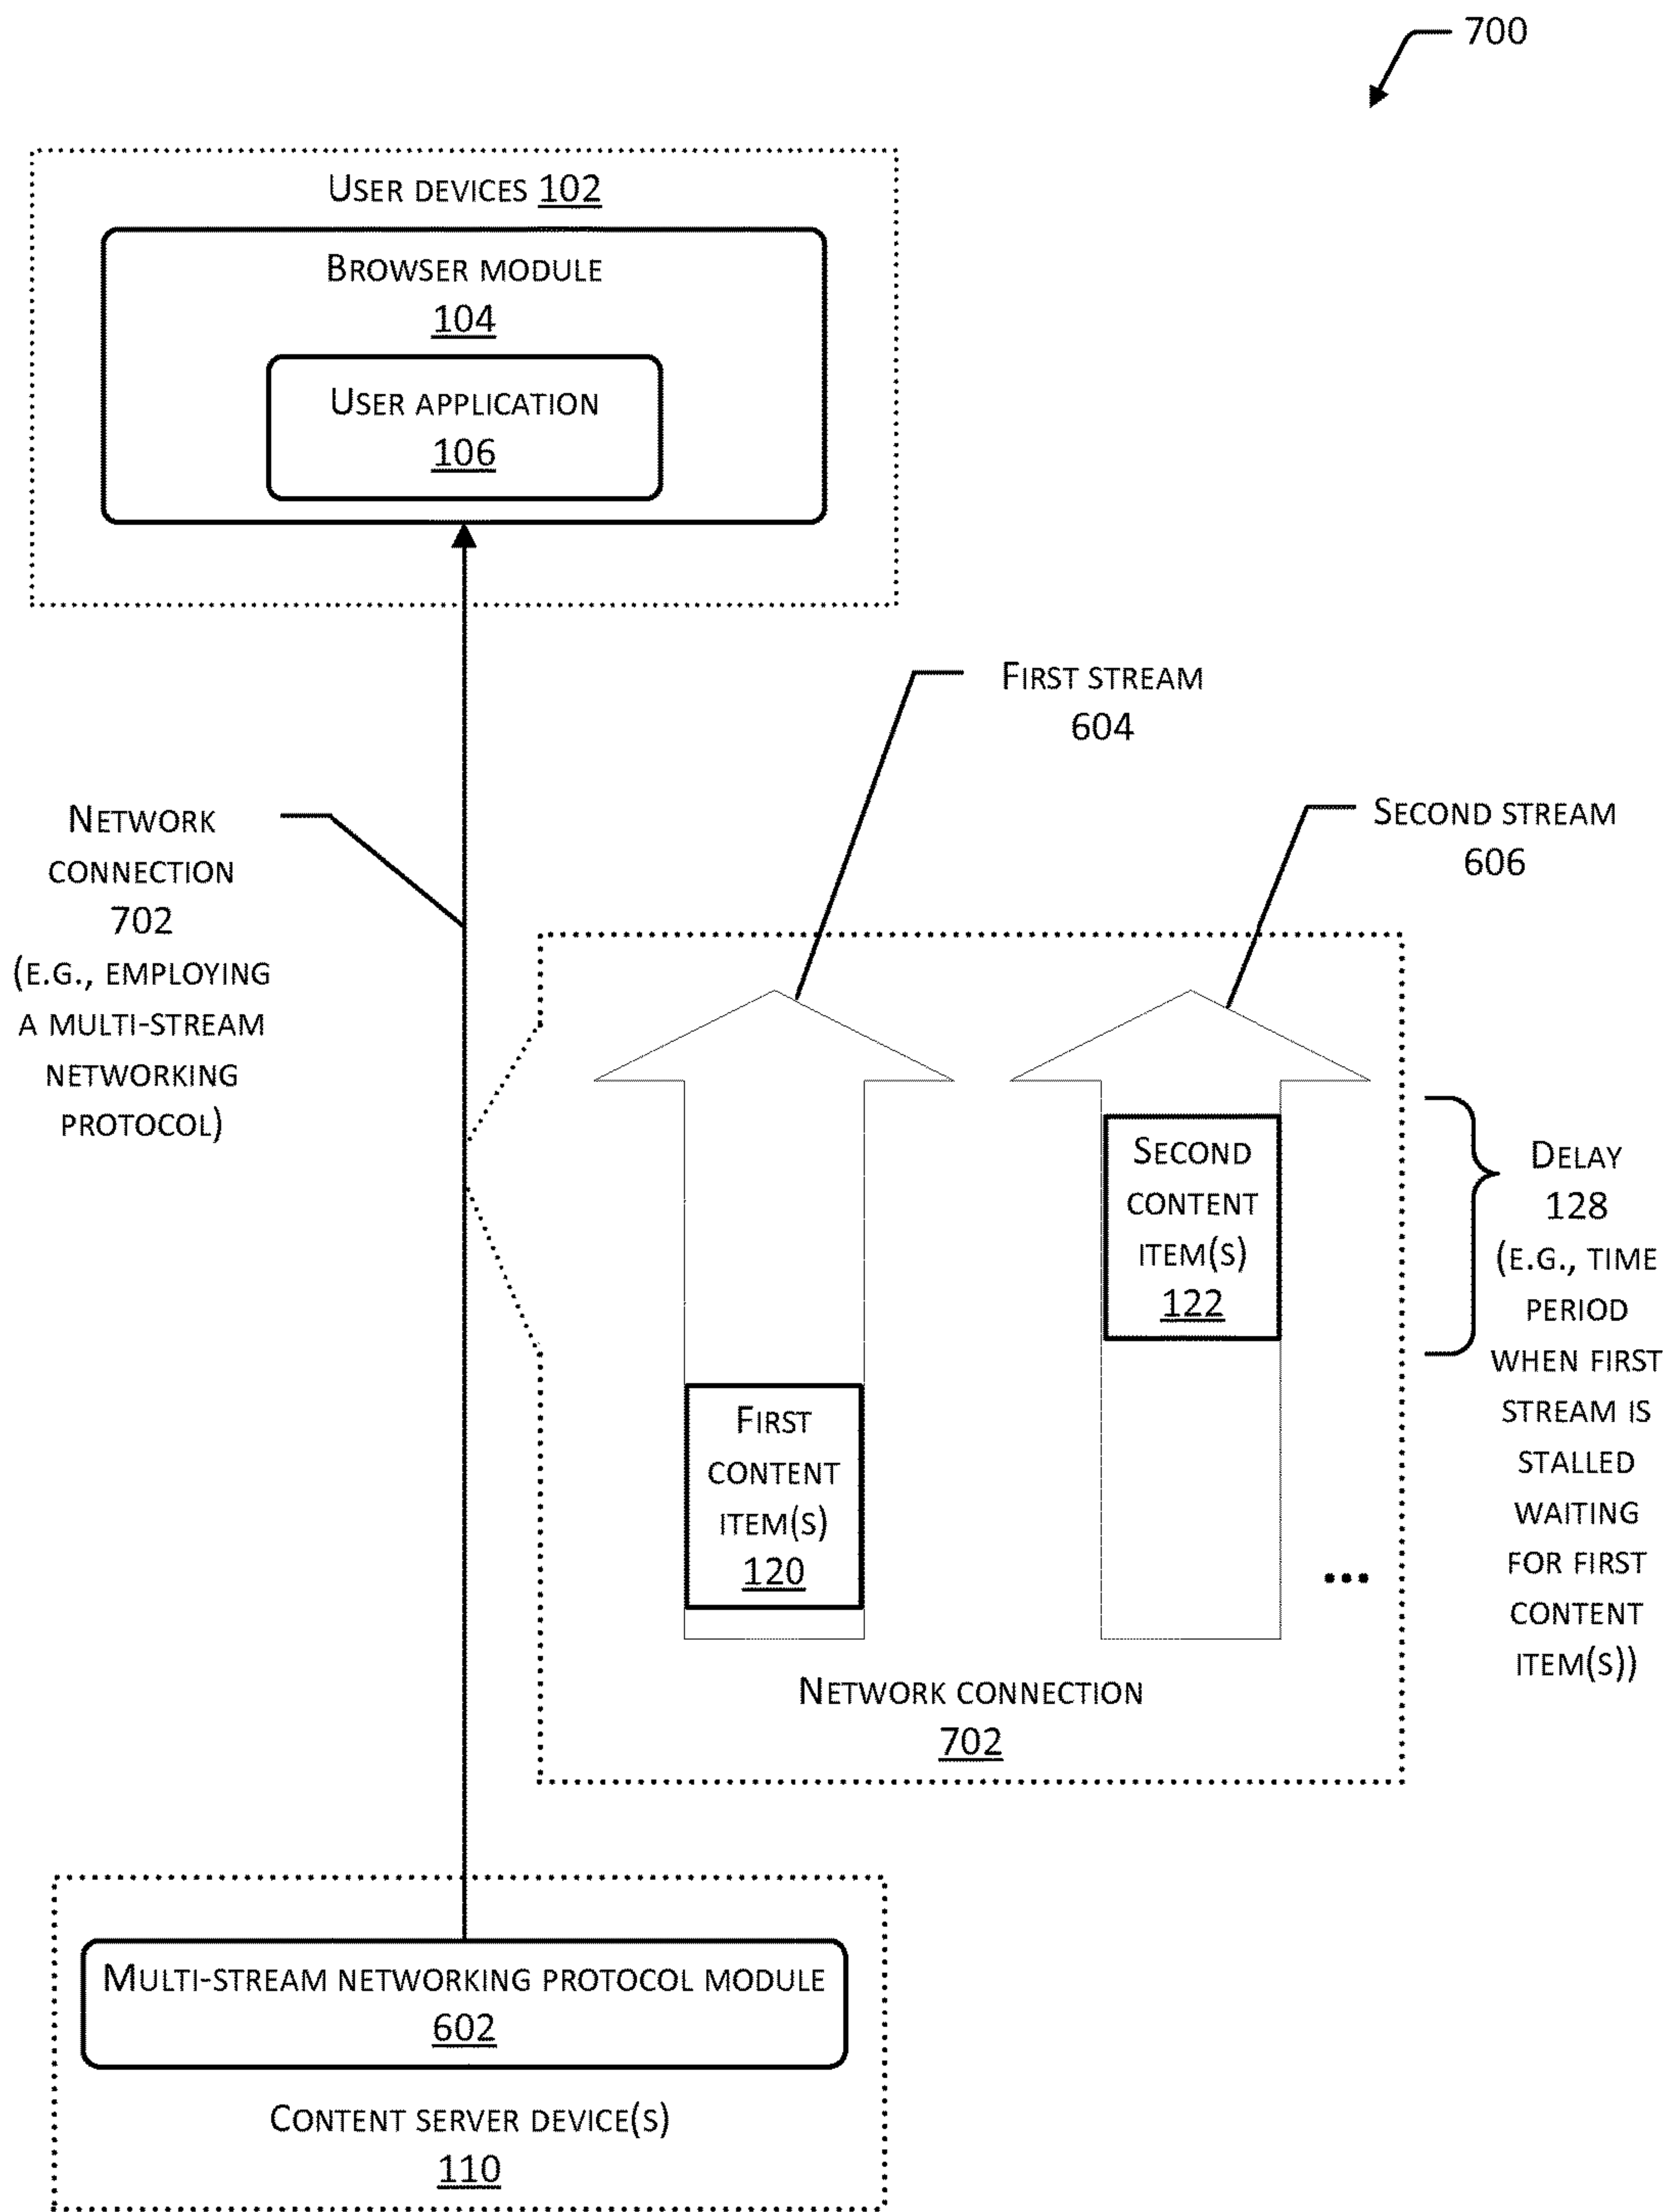 700
USER DEVICES 102
BROWSER MODULE
104
USER APPLICATION
106
FIRST STREAM
604
SECOND STREAM
606
NETWORK
CONNECTION
702
(E.G., EMPLOYING
A MULTI-STREAM
NETWORKING
PROTOCOL)
SECOND
CONTENT
ITEM(S)
122
DELAY
128
(E.G., TIME
PERIOD
WHEN FIRST
STREAM IS
STALLED
WAITING
FOR FIRST
CONTENT
ITEM(S))
FIRST
CONTENT
ITEM(S)
120
...
NETWORK CONNECTION
702
MULTI-STREAM NETWORKING PROTOCOL MODULE
602
CONTENT SERVER DEVICE(S)
110